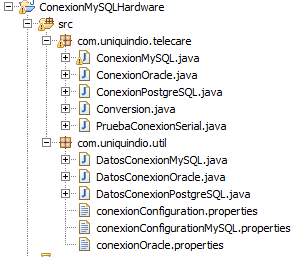 ConexionMySQLHardware
src
com.uniquindio.telecare
ConexionMySQL.java
ConexionOracle.java
ConexionPostgreSQL.java
Conversion.java
PruebaConexionSerial.java
com.uniquindio.util
DatosConexionMySQL.java
DatosConexionOracle.java
DatosConexionPostgreSQL.java
conexionConfiguration.properties
conexionConfigurationMySQL.properties
conexionOracle.properties